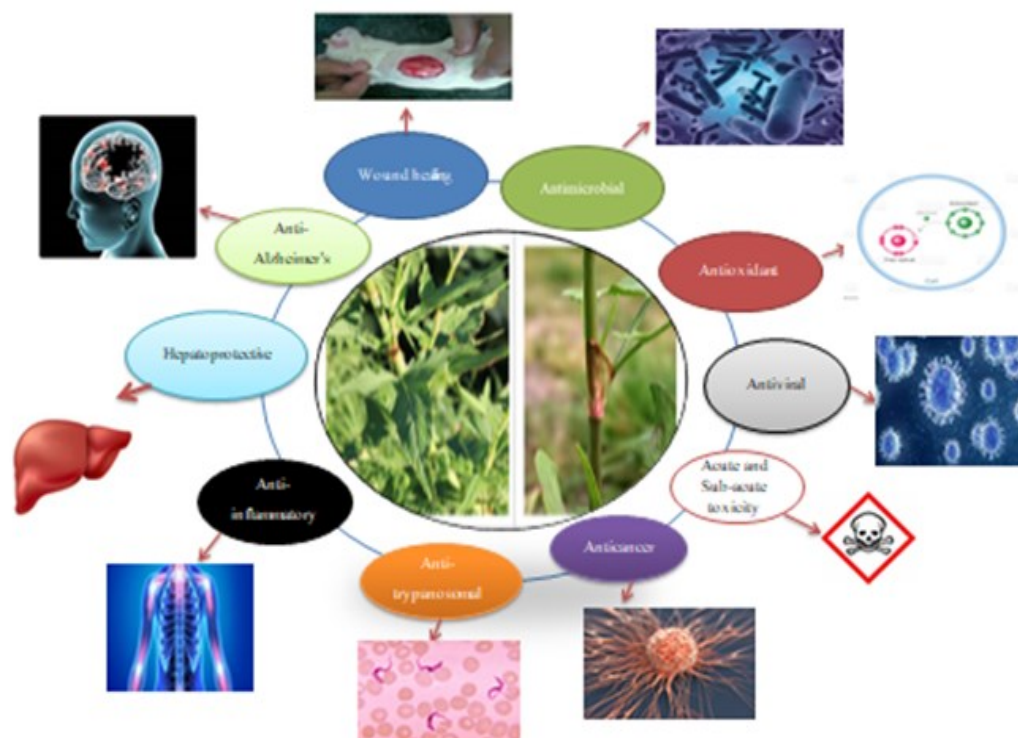 Wound healing
Antimicrobial
Anti-
Alzheimer's
Antioxidant
Hepatoprotective
Antiviral
Acute and
Sub-acute
toxicity
Anti-
inflammatory
Anticancer
Anti-
trypanosomal